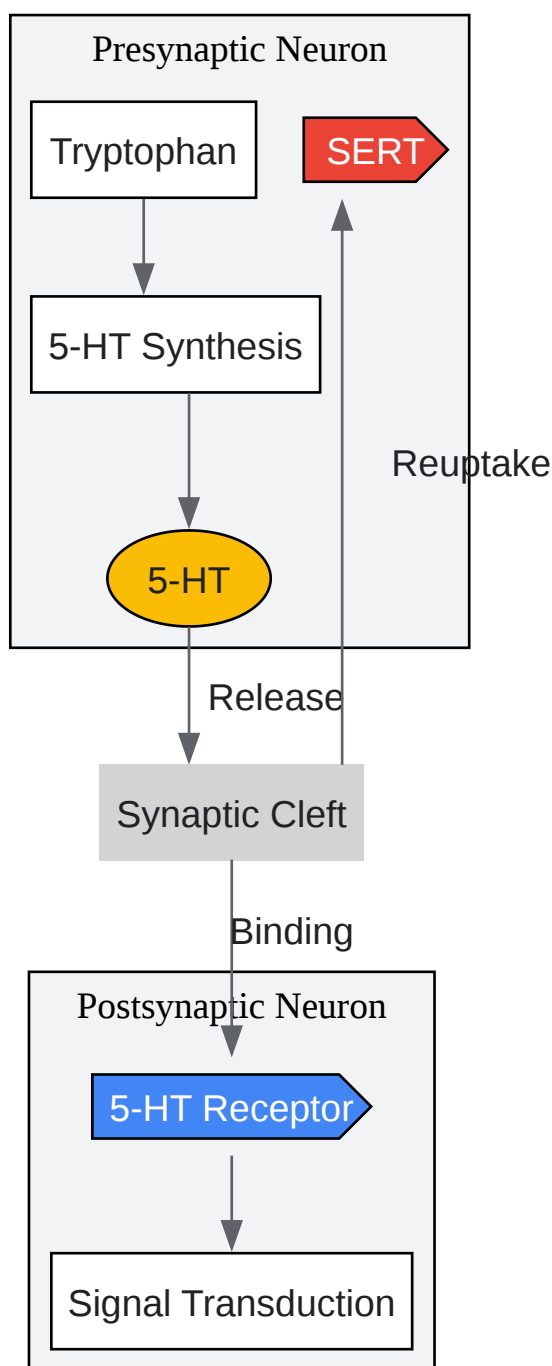 Presynaptic Neuron
Tryptophan
SERT
5-HT Synthesis
Reuptake
5-HT
Release
Synaptic Cleft
Binding
Postsynaptic Neuron
5-HT Receptor
Signal Transduction